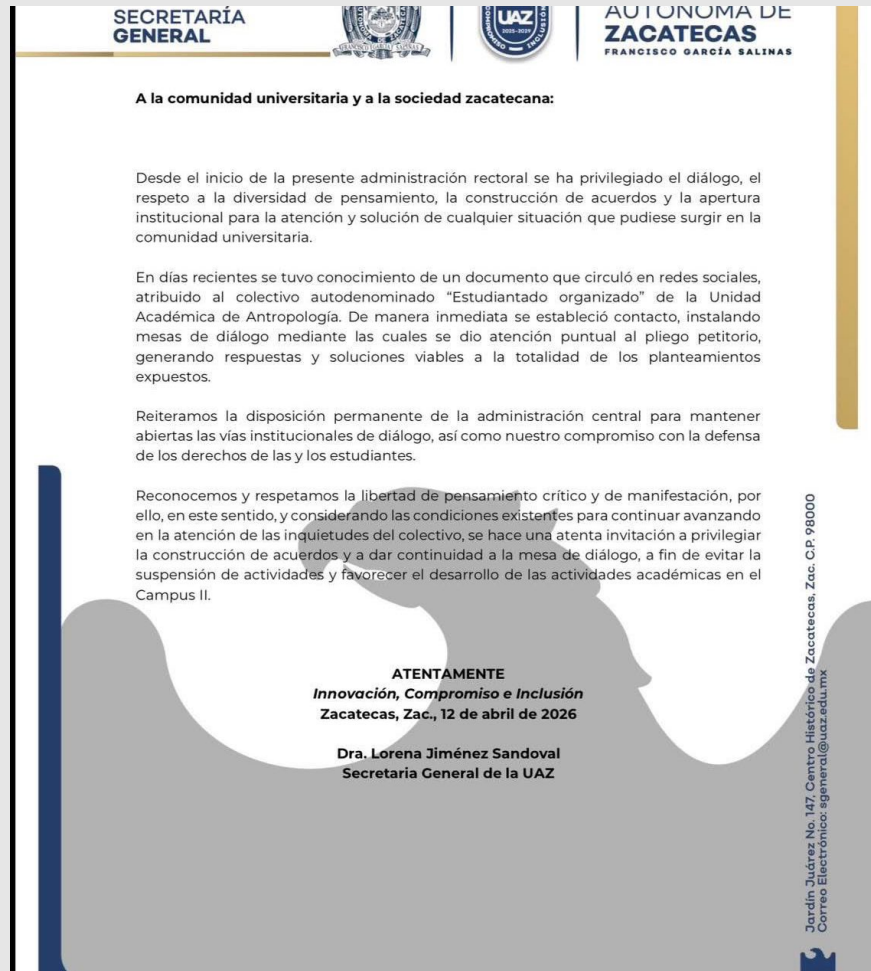 SECRETARÍA
GENERAL
UAZ
2025-2029
AUTÓNOMA DE
ZACATECAS
FRANCISCO GARCÍA SALINAS
A la comunidad universitaria y a la sociedad zacatecana:
Desde el inicio de la presente administración rectoral se ha privilegiado el diálogo, el
respeto a la diversidad de pensamiento, la construcción de acuerdos y la apertura
institucional para la atención y solución de cualquier situación que pudiese surgir en la
comunidad universitaria.
En días recientes se tuvo conocimiento de un documento que circuló en redes sociales,
atribuido al colectivo autodenominado “Estudiantado organizado” de la Unidad
Académica de Antropología. De manera inmediata se estableció contacto, instalando
mesas de diálogo mediante las cuales se dio atención puntual al pliego petitorio,
generando respuestas y soluciones viables a la totalidad de los planteamientos
expuestos.
Reiteramos la disposición permanente de la administración central para mantener
abiertas las vías institucionales de diálogo, así como nuestro compromiso con la defensa
de los derechos de las y los estudiantes.
Reconocemos y respetamos la libertad de pensamiento crítico y de manifestación, por
ello, en este sentido, y considerando las condiciones existentes para continuar avanzando
en la atención de las inquietudes del colectivo, se hace una atenta invitación a privilegiar
la construcción de acuerdos y a dar continuidad a la mesa de diálogo, a fin de evitar la
suspensión de actividades y favorecer el desarrollo de las actividades académicas en el
Campus II.
ATENTAMENTE
Innovación, Compromiso e Inclusión
Zacatecas, Zac., 12 de abril de 2026
Dra. Lorena Jiménez Sandoval
Secretaria General de la UAZ
Jardín Juárez No. 147, Centro Histórico de Zacatecas, Zac. C.P. 98000
Correo Electrónico: sgeneral@uaz.edu.mx